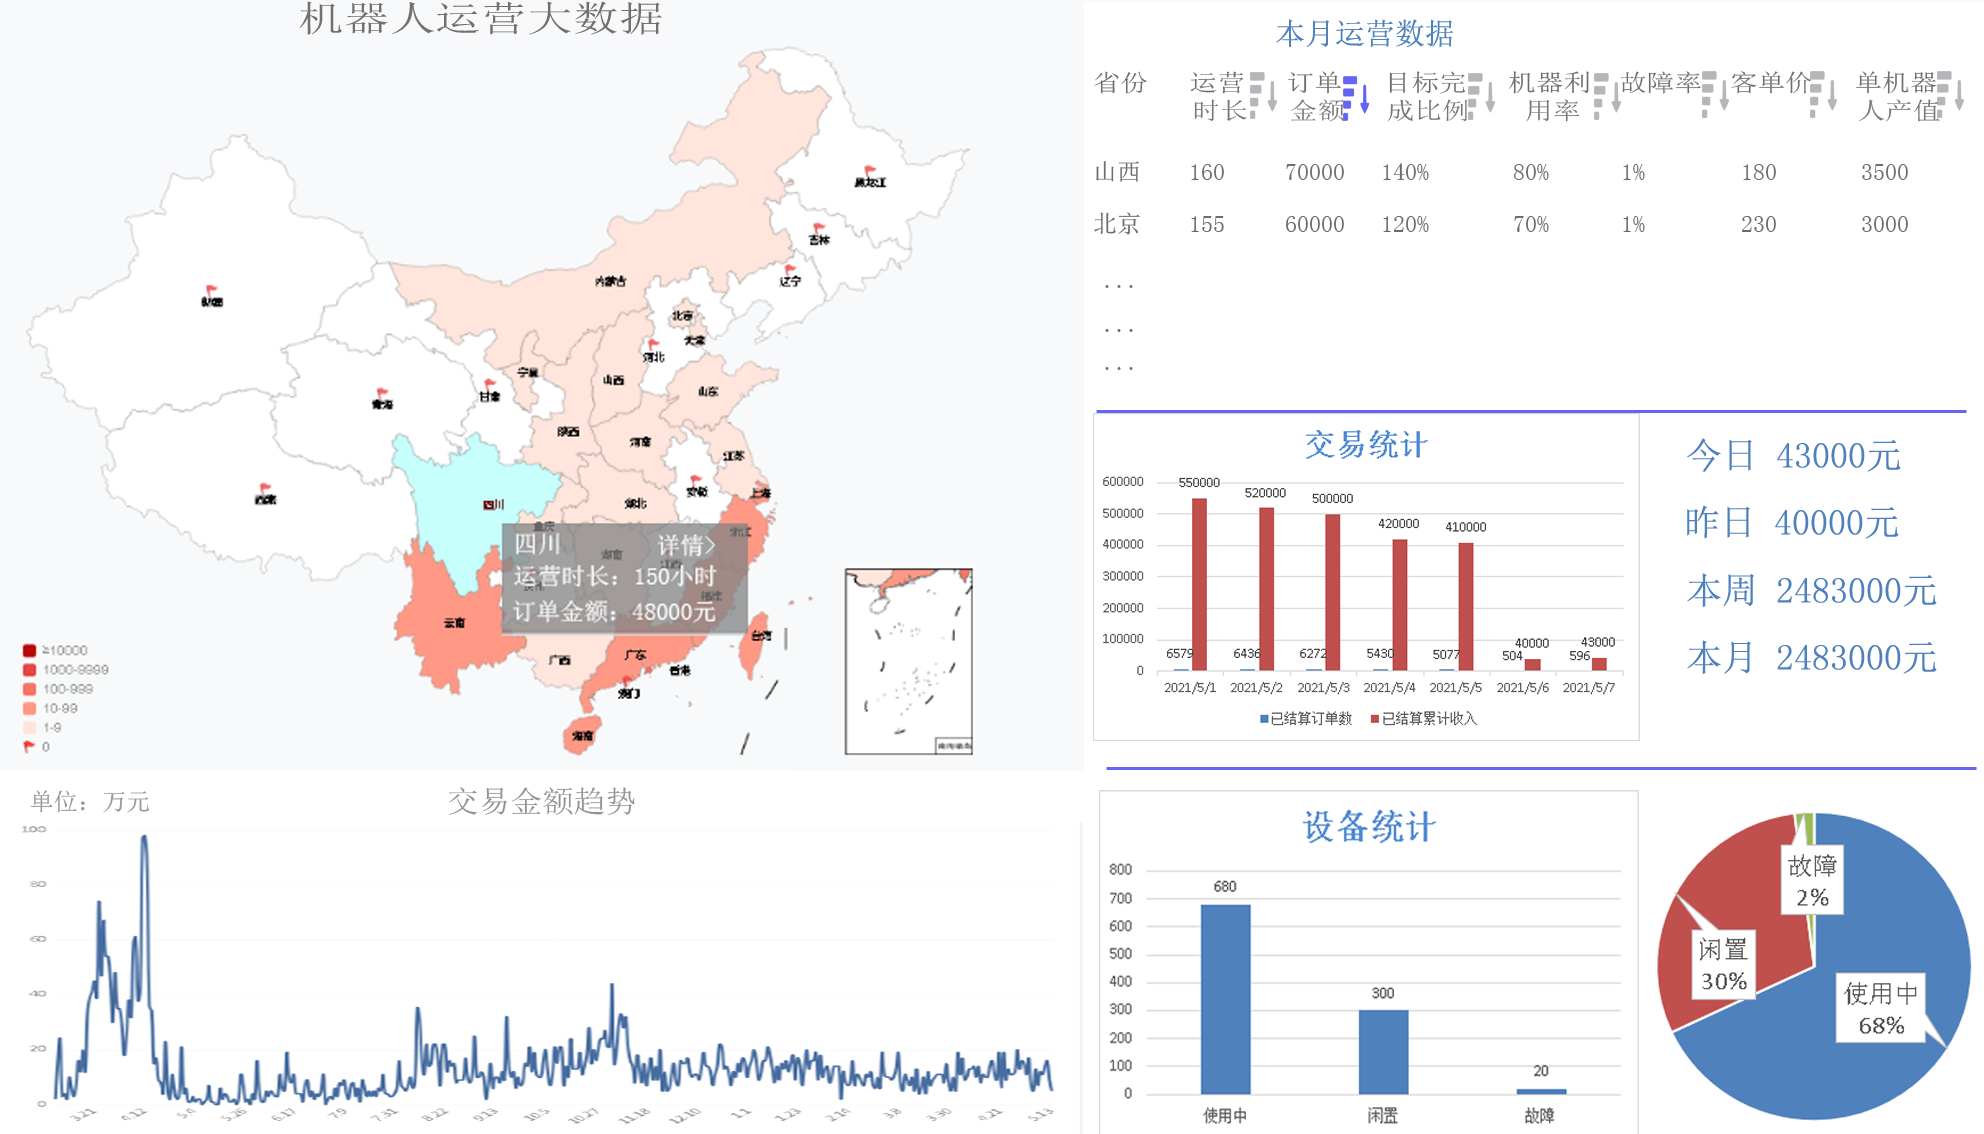 机器人运营大数据
黑龙江
吉林
辽宁
内蒙古
北京
天津
河北
宁夏
山西
山东
青海
甘肃
陕西
河南
江苏
西藏
四川
湖北
安徽
上海
重庆
浙江
湖南
江西
福建
四川 详情>
运营时长：150小时
订单金额：48000元
云南
广西
广东
台湾
香港
澳门
海南
≥10000
1000-9999
100-999
10-99
1-9
0
本月运营数据
省份 运营时长 订单金额 目标完成比例 机器利用率 故障率 客单价 单机器人产值
山西 160 70000 140% 80% 1% 180 3500
北京 155 60000 120% 70% 1% 230 3000
...
...
...
交易统计
600000
500000
400000
300000
200000
100000
0
550000
520000
500000
420000
410000
40000
43000
6579
6436
6272
5430
5077
504
596
2021/5/1 2021/5/2 2021/5/3 2021/5/4 2021/5/5 2021/5/6 2021/5/7
已结算订单数 已结算累计收入
今日 43000元
昨日 40000元
本周 2483000元
本月 2483000元
单位：万元
交易金额趋势
100
80
60
40
20
0
3.21 4.12 5.4 5.26 6.17 7.9 7.31 8.22 9.13 10.5 10.27 11.18 12.10 1.1 1.23 2.14 3.8 3.30 4.21 5.13
设备统计
800
700
600
500
400
300
200
100
0
680
300
20
使用中 闲置 故障
故障
2%
闲置
30%
使用中
68%